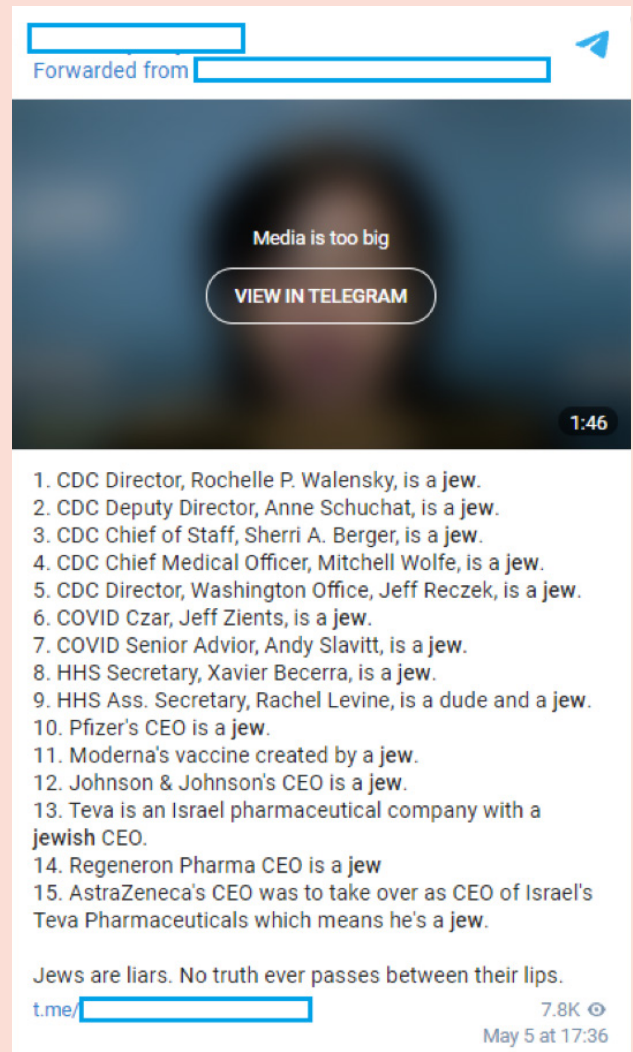 Forwarded from
Media is too big
VIEW IN TELEGRAM
1:46
1. CDC Director, Rochelle P. Walensky, is a jew.
2. CDC Deputy Director, Anne Schuchat, is a jew.
3. CDC Chief of Staff, Sherri A. Berger, is a jew.
4. CDC Chief Medical Officer, Mitchell Wolfe, is a jew.
5. CDC Director, Washington Office, Jeff Reczek, is a jew.
6. COVID Czar, Jeff Zients, is a jew.
7. COVID Senior Advior, Andy Slavitt, is a jew.
8. HHS Secretary, Xavier Becerra, is a jew.
9. HHS Ass. Secretary, Rachel Levine, is a dude and a jew.
10. Pfizer's CEO is a jew.
11. Moderna's vaccine created by a jew.
12. Johnson & Johnson's CEO is a jew.
13. Teva is an Israel pharmaceutical company with a
jewish CEO.
14. Regeneron Pharma CEO is a jew
15. AstraZeneca's CEO was to take over as CEO of Israel's
Teva Pharmaceuticals which means he's a jew.
Jews are liars. No truth ever passes between their lips.
t.me/
7.8K
May 5 at 17:36